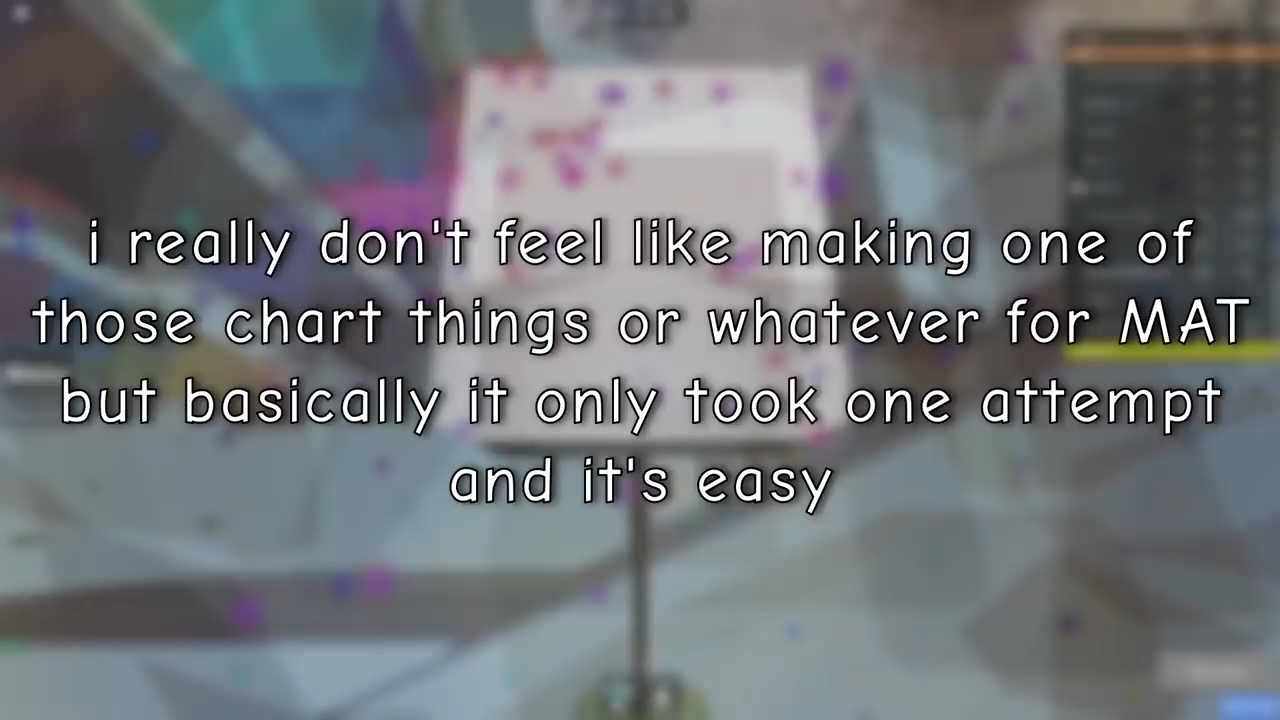 i really don't feel like making one of
those chart things or whatever for MAT
but basically it only took one attempt
and it's easy